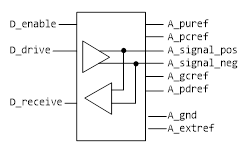 D_enable
D_drive
D_receive
A_puref
A_pcref
A_signal_pos
A_signal_neg
A_gcref
A_pdref
A_gnd
A_extref